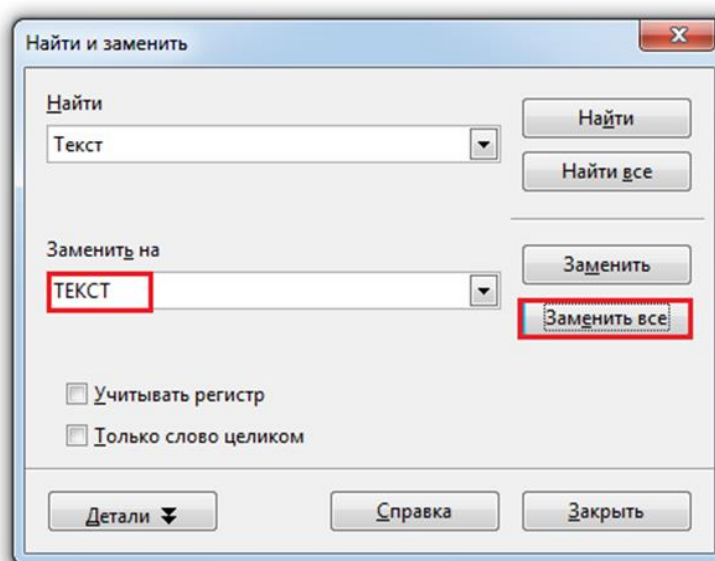 Найти и заменить
Найти
Текст
Найти
Найти все
Заменить на
ТЕКСТ
Заменить
Заменить все
Учитывать регистр
Только слово целиком
Детали
Справка
Закрыть